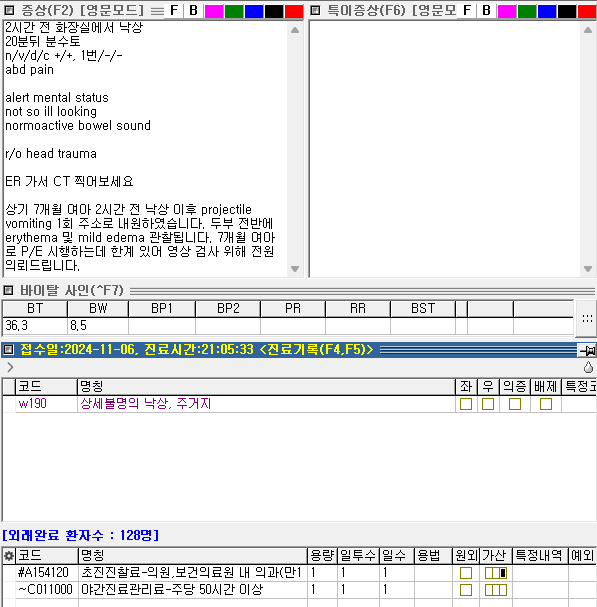 증상(F2) [영문모드]
F B
특이증상(F6) [영문모
F B
2시간 전 화장실에서 낙상
20분뒤 분수토
n/v/d/c +/+, 1번/-/-
abd pain
alert mental status
not so ill looking
normoactive bowel sound
r/o head trauma
ER 가서 CT 찍어보세요
상기 7개월 여아 2시간 전 낙상 이후 projectile
vomiting 1회 주소로 내원하였습니다. 두부 전반에
erythema 및 mild edema 관찰됩니다. 7개월 여아
로 P/E 시행하는데 한계 있어 영상 검사 위해 전원
의뢰드립니다.
바이탈 사인(^F7)
BT BW BP1 BP2 PR RR BST
36.3 8.5
접수일:2024-11-06, 진료시간:21:05:33 <진료기록(F4,F5)>
코드 명칭 좌 우 의증 배제 특정코
w190 상세불명의 낙상, 주거지
[외래완료 환자수 : 128명]
코드 명칭 용량 일투수 일수 용법 원외 가산 특정내역 예외
#A154120 초진진찰료-의원,보건의료원 내 의과(만1 1 1 1
~C011000 야간진료관리료-주당 50시간 이상 1 1 1